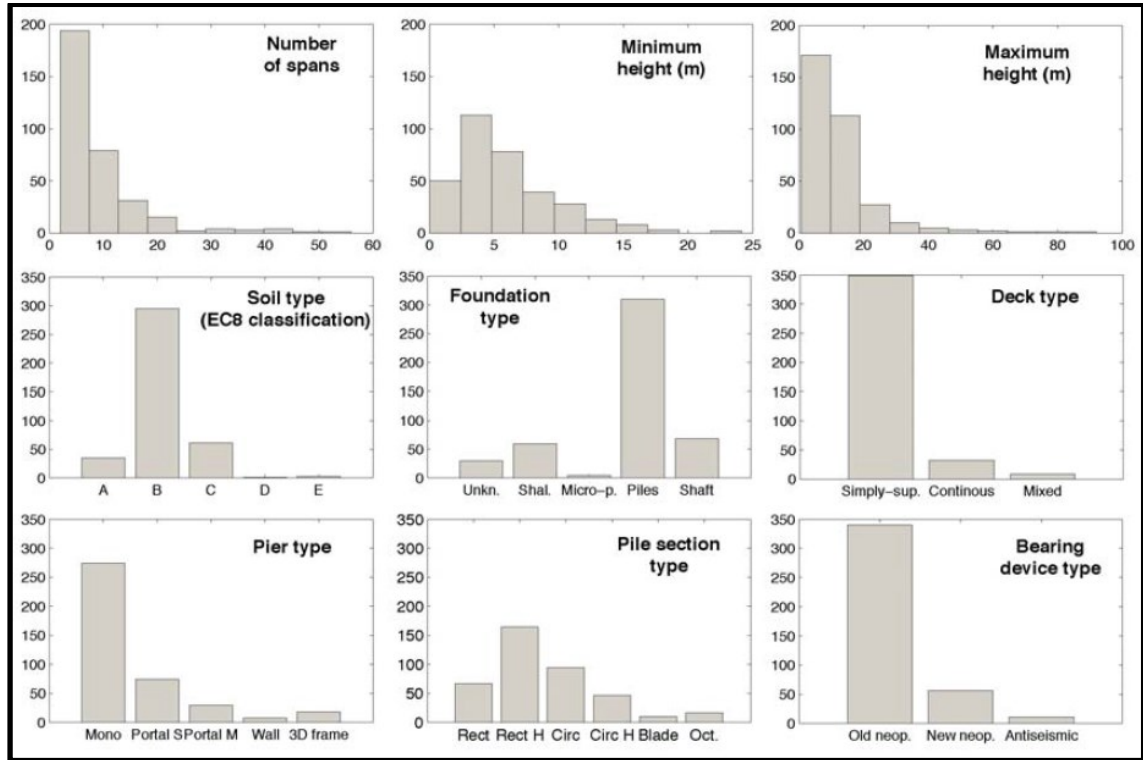 Number
of spans
200
150
100
50
0
0 10 20 30 40 50 60
Minimum
height (m)
200
150
100
50
0
0 5 10 15 20 25
Maximum
height (m)
200
150
100
50
0
0 20 40 60 80 100
Soil type
(EC8 classification)
350
300
250
200
150
100
50
0
A B C D E
Foundation
type
350
300
250
200
150
100
50
0
Unkn. Shal. Micro-p. Piles Shaft
Deck type
350
300
250
200
150
100
50
0
Simply-sup. Continous Mixed
Pier type
350
300
250
200
150
100
50
0
Mono Portal S Portal M Wall 3D frame
Pile section
type
350
300
250
200
150
100
50
0
Rect Rect H Circ Circ H Blade Oct.
Bearing
device type
350
300
250
200
150
100
50
0
Old neop. New neop. Antiseismic